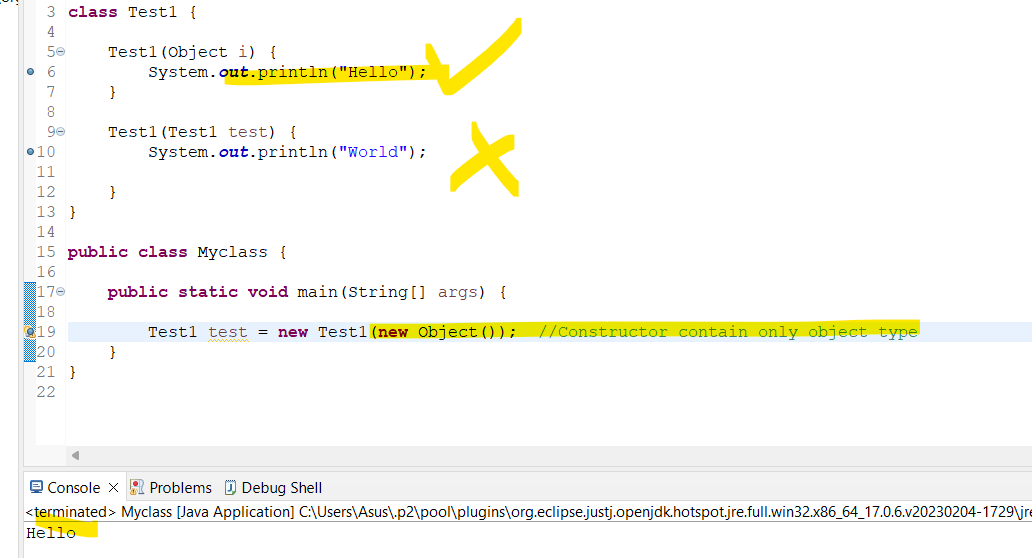 3 class Test1 {
4
5 Test1(Object i) {
6 System.out.println("Hello");
7 }
8
9 Test1(Test1 test) {
10 System.out.println("World");
11
12 }
13 }
14
15 public class Myclass {
16
17 public static void main(String[] args) {
18
19 Test1 test = new Test1(new Object()); //Constructor contain only object type
20 }
21 }
22
Console Problems Debug Shell
<terminated> Myclass [Java Application] C:\Users\Asus\.p2\pool\plugins\org.eclipse.justj.openjdk.hotspot.jre.full.win32.x86_64_17.0.6.v20230204-1729\jre
Hello